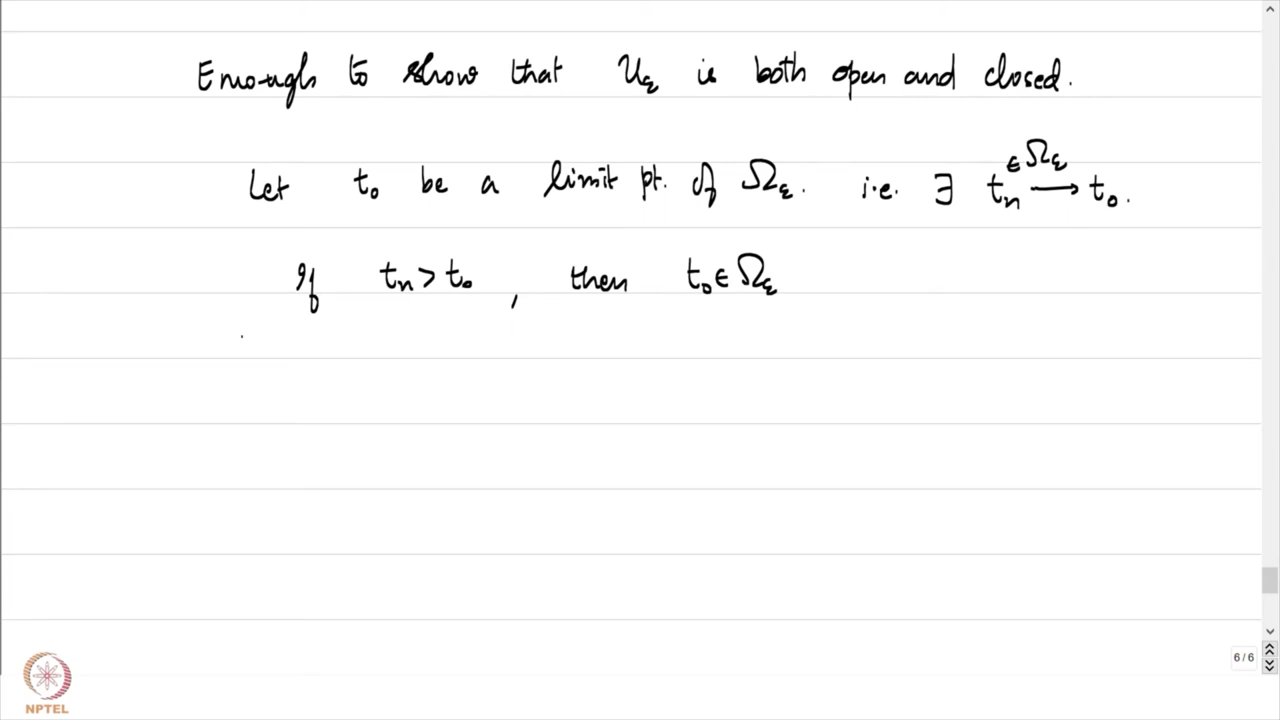 Enough to show that U_ε is both open and closed.
Let t₀ be a limit pt. of Ω_ε. i.e. ∃ t_n ⟶^{∈ Ω_ε} t₀.
If t_n > t₀, then t₀ ∈ Ω_ε
6 / 6
NPTEL